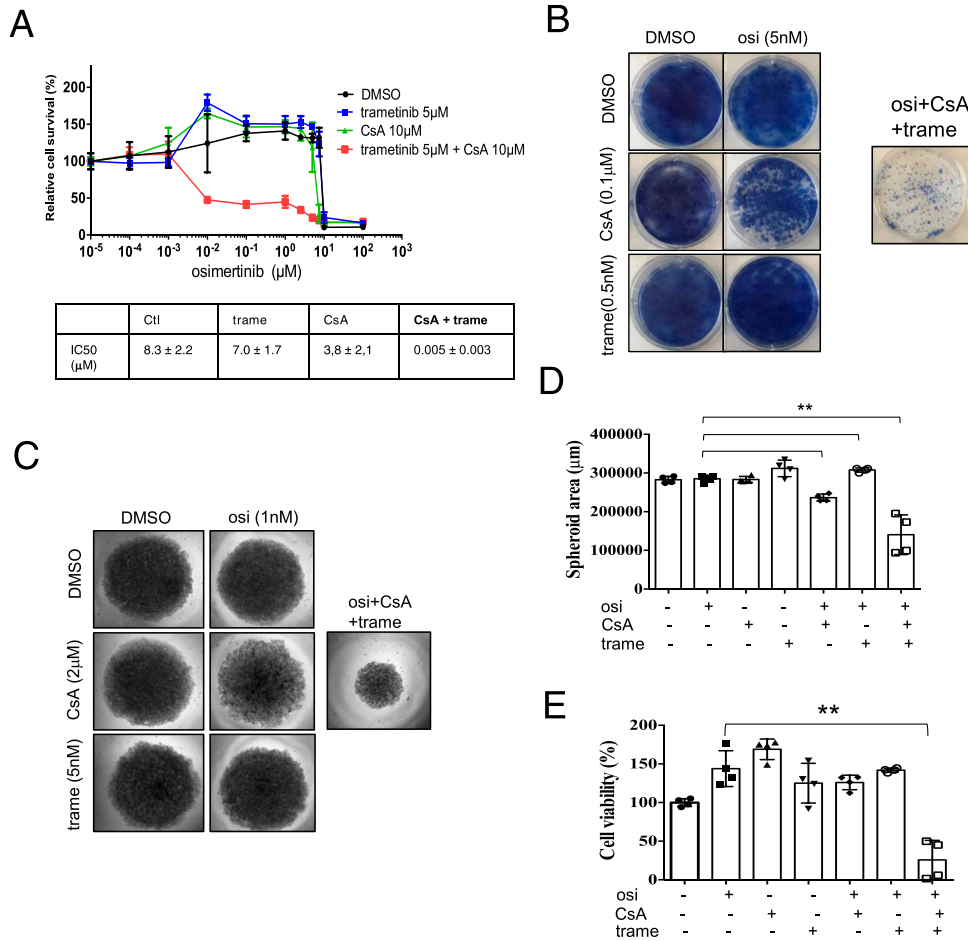 A
Relative cell survival (%)
200
150
100
50
0
10-5 10-4 10-3 10-2 10-1 100 101 102 103
osimertinib (µM)
DMSO
trametinib 5µM
CsA 10µM
trametinib 5µM + CsA 10µM
Ctl trame CsA CsA + trame
IC50 (µM) 8.3 ± 2.2 7.0 ± 1.7 3,8 ± 2,1 0.005 ± 0.003
B
DMSO osi (5nM)
DMSO
CsA (0.1µM)
trame(0.5nM)
osi+CsA
+trame
C
DMSO osi (1nM)
DMSO
CsA (2µM)
trame (5nM)
osi+CsA
+trame
D
**
Spheroid area (µm)
400000
300000
200000
100000
0
osi - + - - + + +
CsA - - + - + - +
trame - - - + - + +
E
**
Cell viability (%)
200
150
100
50
0
osi - + - - + + +
CsA - - + - + - +
trame - - - + - + +